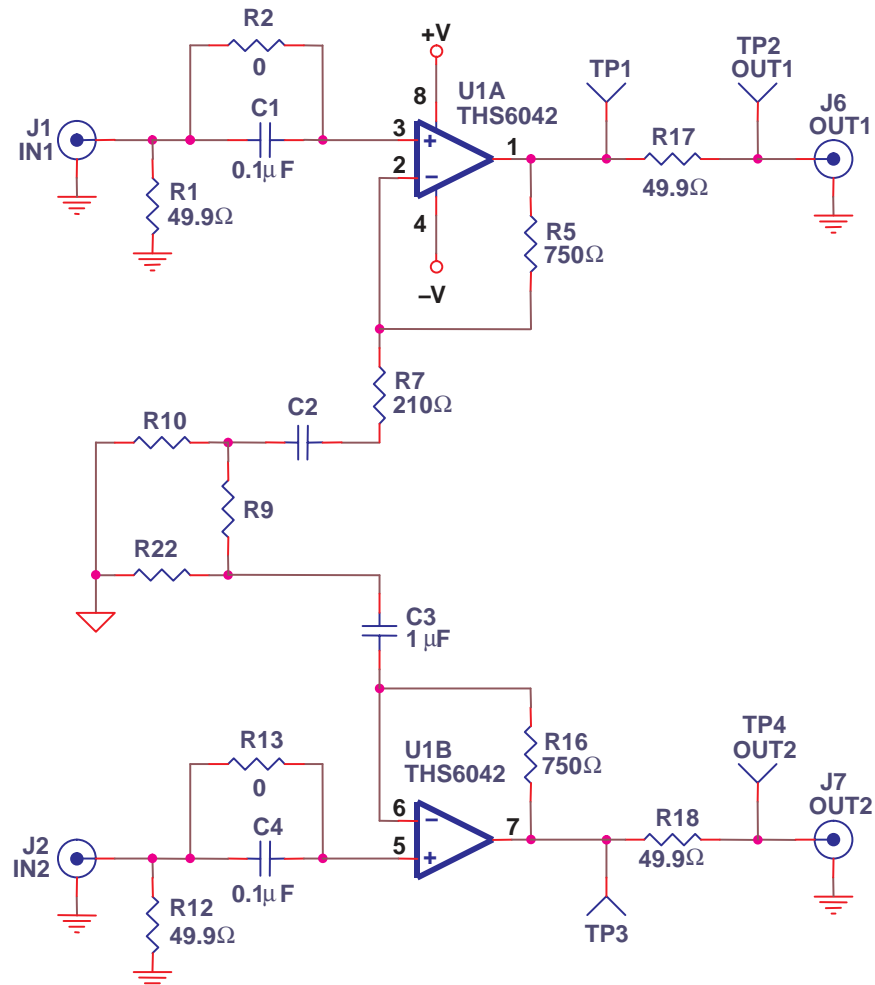 R2
0
+V
TP1
TP2
OUT1
8
U1A
THS6042
J1
IN1
C1
0.1μF
3
+
2
−
1
R17
49.9Ω
J6
OUT1
R1
49.9Ω
4
–V
R5
750Ω
R7
210Ω
C2
R10
R9
R22
C3
1 μF
R13
0
U1B
THS6042
R16
750Ω
TP4
OUT2
J2
IN2
C4
0.1μF
6
−
5
+
7
R18
49.9Ω
J7
OUT2
R12
49.9Ω
TP3